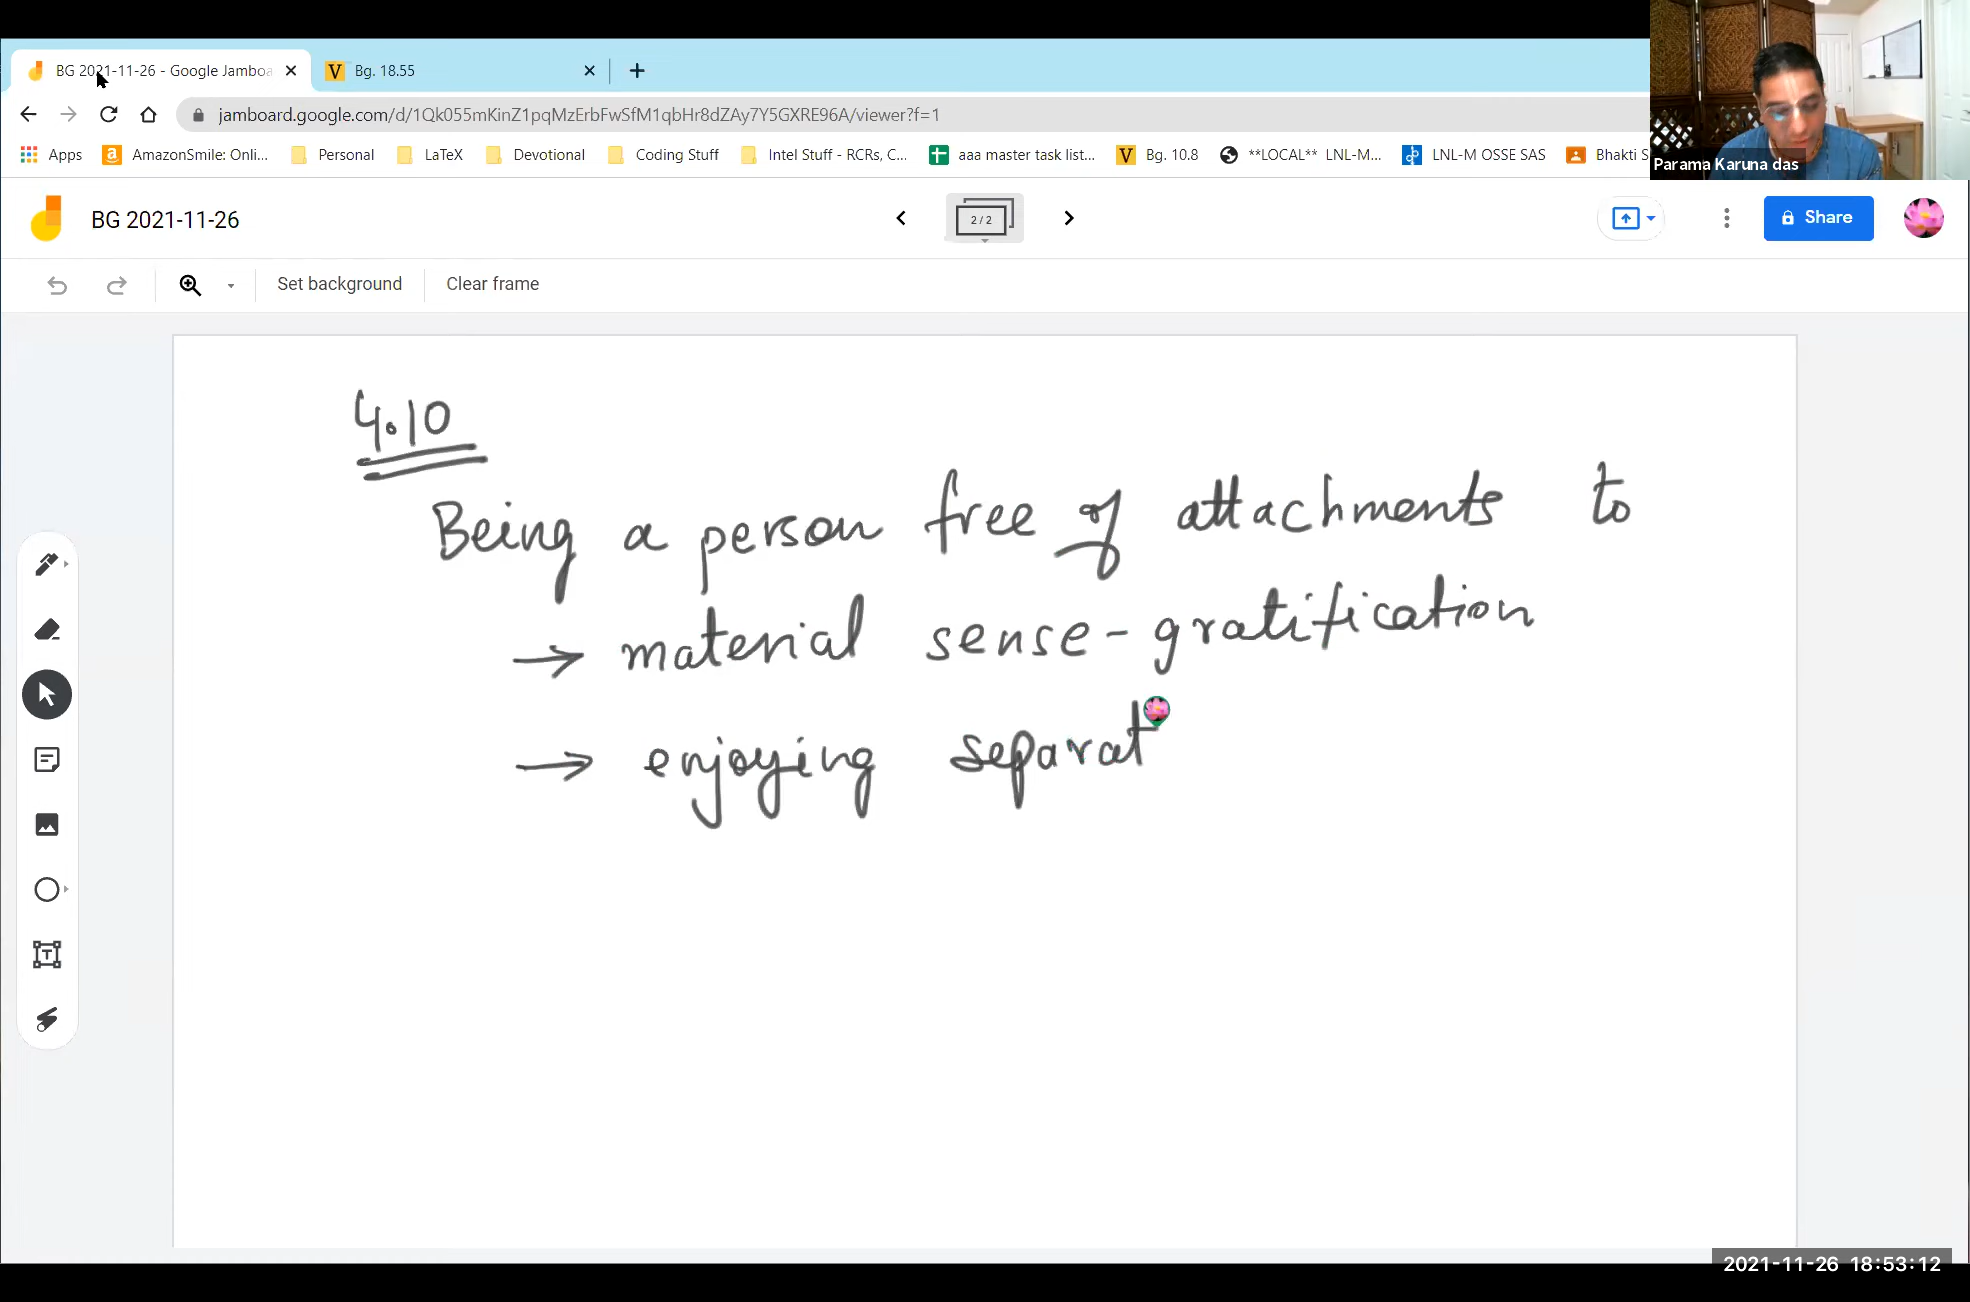 BG 2021-11-26 - Google Jamboa
Bg. 18.55
jamboard.google.com/d/1Qk055mKinZ1pqMzErbFwSfM1qbHr8dZAy7Y5GXRE96A/viewer?f=1
Apps AmazonSmile: Onli... Personal LaTeX Devotional Coding Stuff Intel Stuff - RCRs, C... aaa master task list... Bg. 10.8 **LOCAL** LNL-M... LNL-M OSSE SAS Bhakti S
Parama Karuna das
BG 2021-11-26
2 / 2
Share
Set background Clear frame
4.10
Being a person free of attachments to
→ material sense-gratification
→ enjoying separat
2021-11-26 18:53:12